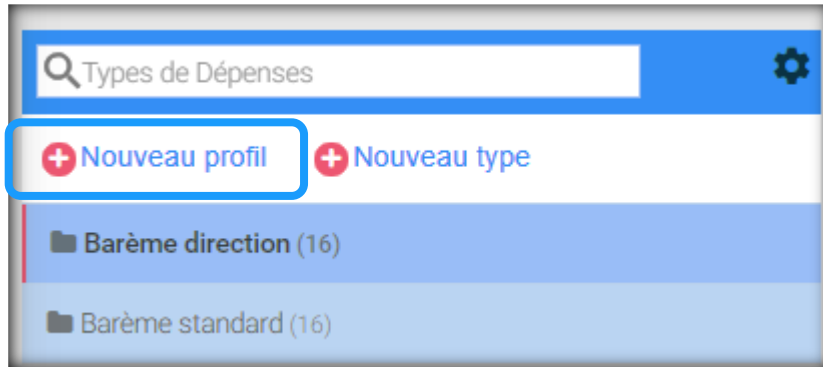 Types de Dépenses
Nouveau profil Nouveau type
Barème direction (16)
Barème standard (16)